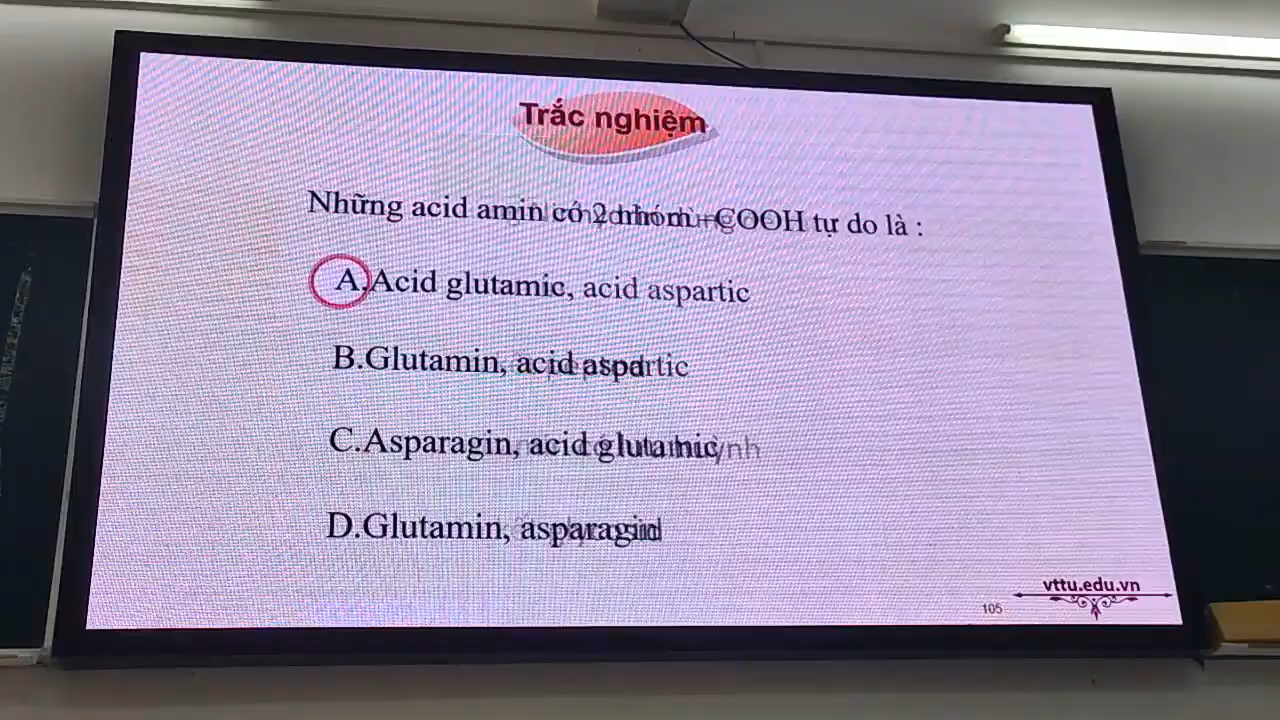 Trắc nghiệm
Những acid amin có 2 nhóm -COOH tự do là :
A.Acid glutamic, acid aspartic
B.Glutamin, acid aspartic
C.Asparagin, acid glutamic
D.Glutamin, asparagin
vttu.edu.vn
105